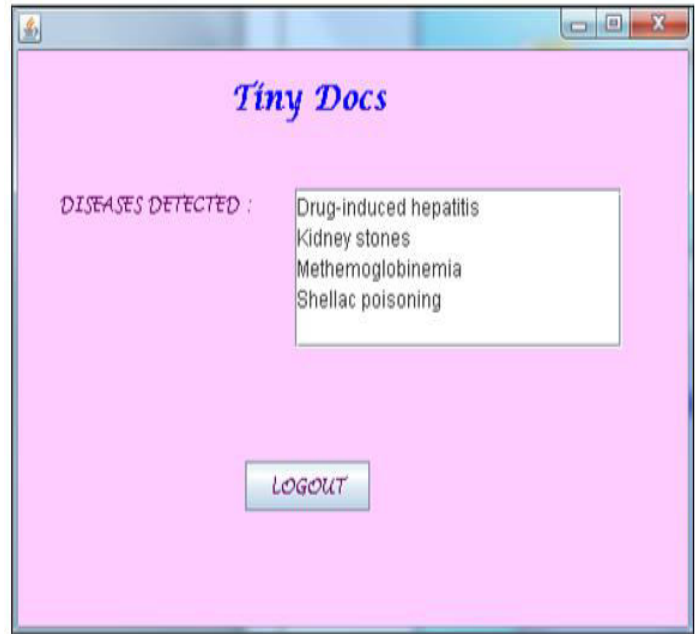 Tiny Docs
DISEASES DETECTED :
Drug-induced hepatitis
Kidney stones
Methemoglobinemia
Shellac poisoning
LOGOUT